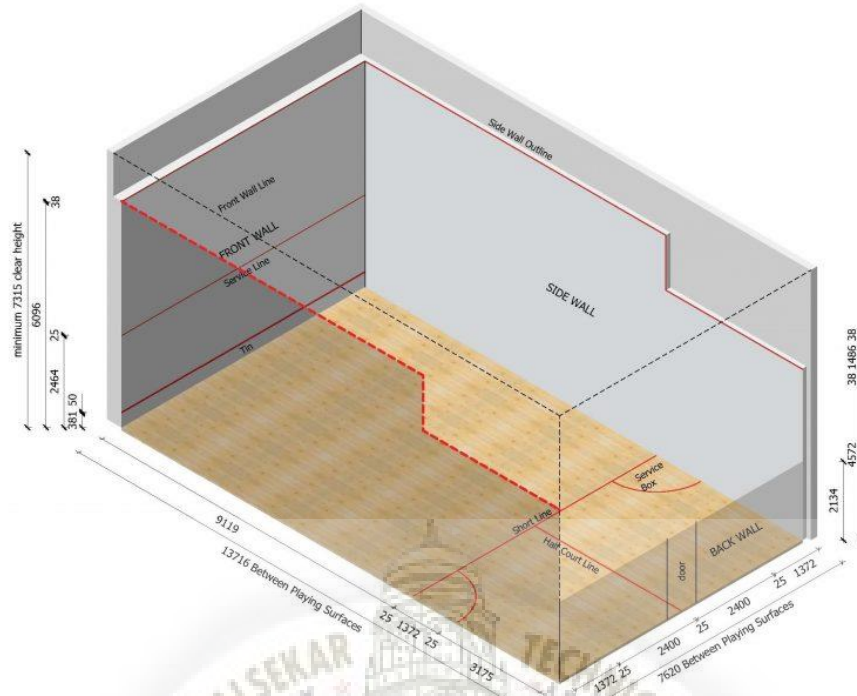 Side Wall Outline
Front Wall Line
FRONT WALL
Service Line
SIDE WALL
Tin
minimum 7315 clear height
6096
38
2464
25
381 50
Service
Box
Short Line
Half Court Line
door
BACK WALL
38 1486 38
4572
2134
9119
13716 Between Playing Surfaces
25 1372 25
3175
1372 25
2400
25
2400
25 1372
7620 Between Playing Surfaces
SEKAR
TECH